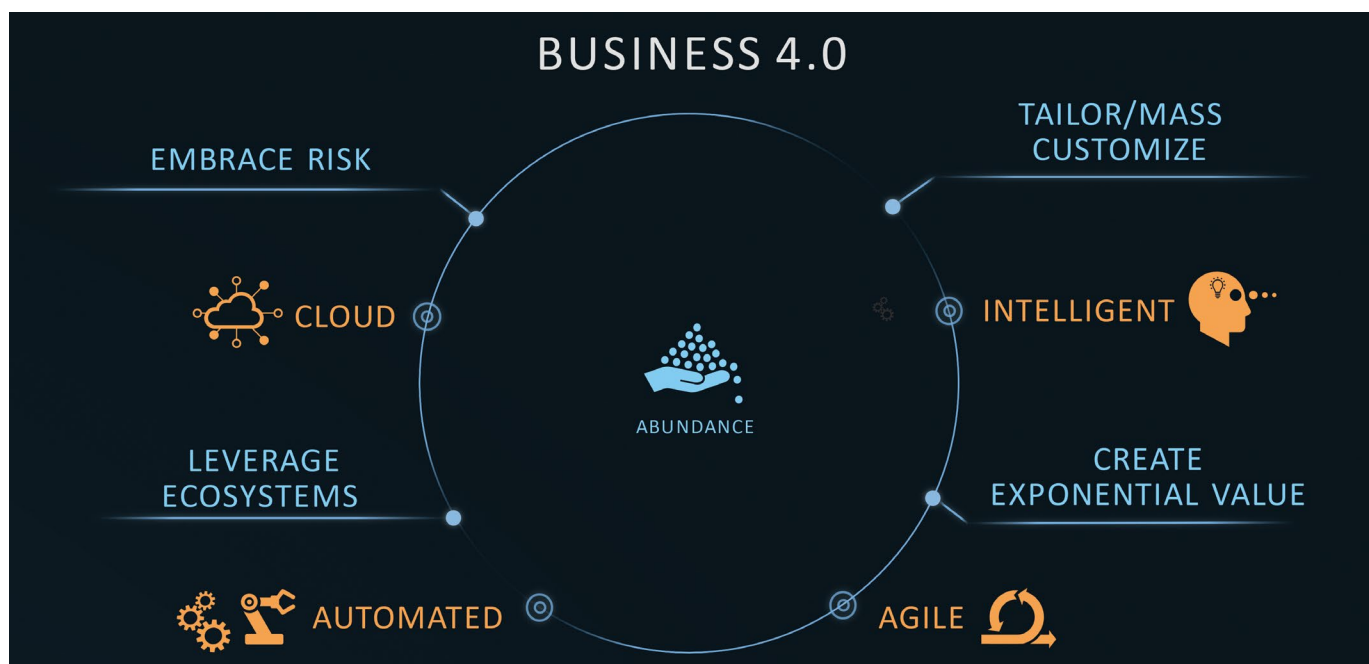 BUSINESS 4.0
EMBRACE RISK
TAILOR/MASS
CUSTOMIZE
CLOUD
INTELLIGENT
ABUNDANCE
LEVERAGE
ECOSYSTEMS
CREATE
EXPONENTIAL VALUE
AUTOMATED
AGILE